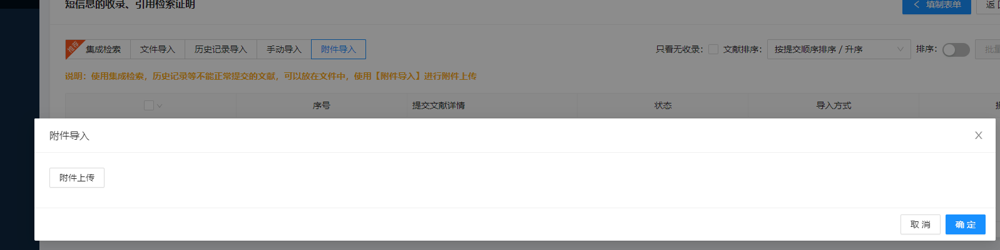 短信息的收录、引用检索证明
填制表单
推荐 集成检索 文件导入 历史记录导入 手动导入 附件导入 只看无收录: 文献排序: 按提交顺序排序 / 升序 排序:
说明：使用集成检索，历史记录等不能正常提交的文献，可以放在文件中，使用【附件导入】进行附件上传
序号 提交文献详情 状态 导入方式
附件导入
附件上传
取 消 确 定